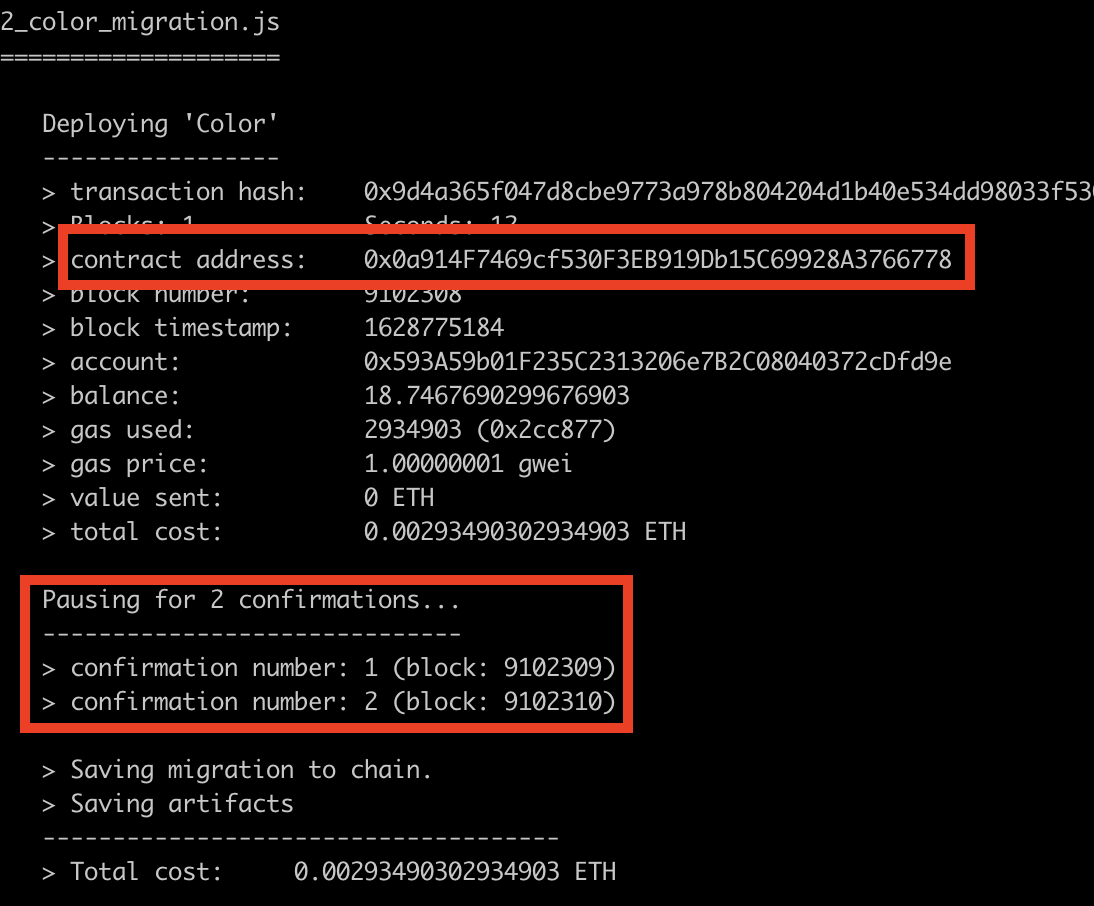 2_color_migration.js
====================
Deploying 'Color'
-----------------
> transaction hash:    0x9d4a365f047d8cbe9773a978b804204d1b40e534dd98033f530
> Blocks: 1            Seconds: 12
> contract address:    0x0a914F7469cf530F3EB919Db15C69928A3766778
> block number:        9102308
> block timestamp:     1628775184
> account:             0x593A59b01F235C2313206e7B2C08040372cDfd9e
> balance:             18.7467690299676903
> gas used:            2934903 (0x2cc877)
> gas price:           1.00000001 gwei
> value sent:          0 ETH
> total cost:          0.00293490302934903 ETH
Pausing for 2 confirmations...
------------------------------
> confirmation number: 1 (block: 9102309)
> confirmation number: 2 (block: 9102310)
> Saving migration to chain.
> Saving artifacts
-------------------------------------
> Total cost:     0.00293490302934903 ETH